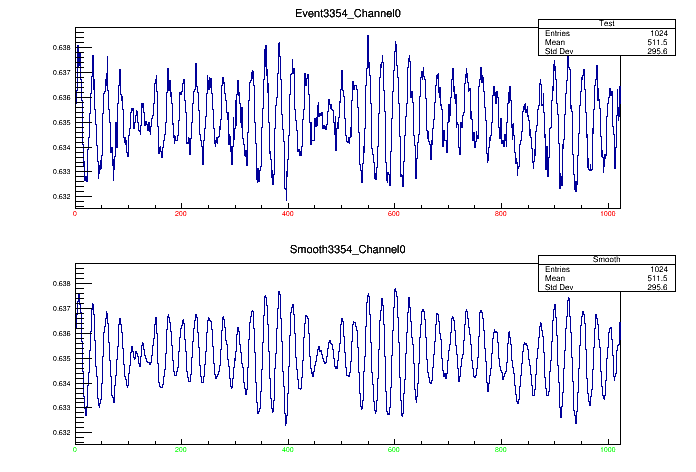 Event3354_Channel0
Test
Entries 1024
Mean 511.5
Std Dev 295.6
0.638
0.637
0.636
0.635
0.634
0.633
0.632
0 200 400 600 800 1000
Smooth3354_Channel0
Smooth
Entries 1024
Mean 511.5
Std Dev 295.6
0.638
0.637
0.636
0.635
0.634
0.633
0.632
0 200 400 600 800 1000